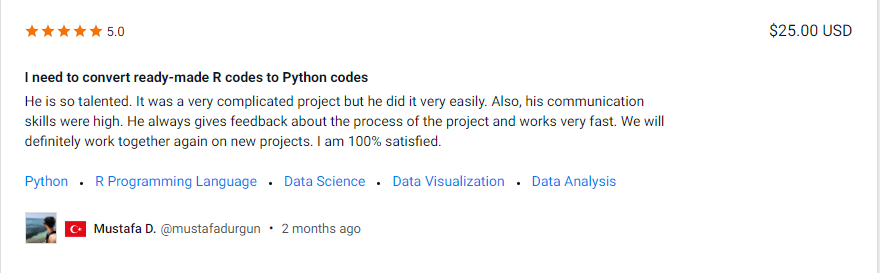 5.0
$25.00 USD
I need to convert ready-made R codes to Python codes
He is so talented. It was a very complicated project but he did it very easily. Also, his communication
skills were high. He always gives feedback about the process of the project and works very fast. We will
definitely work together again on new projects. I am 100% satisfied.
Python • R Programming Language • Data Science • Data Visualization • Data Analysis
Mustafa D. @mustafadurgun • 2 months ago